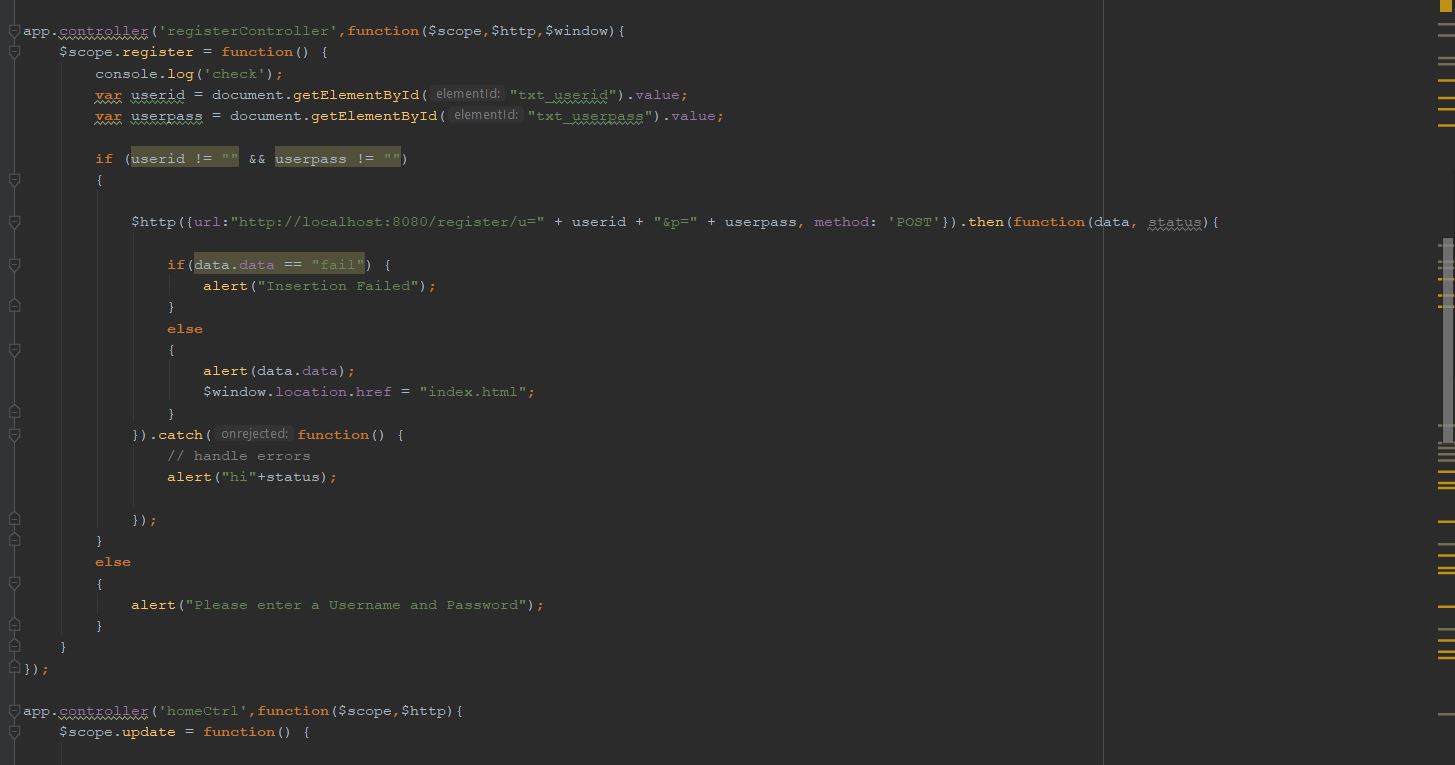 app.controller('registerController',function($scope,$http,$window){
    $scope.register = function() {
        console.log('check');
        var userid = document.getElementById( elementId: "txt_userid").value;
        var userpass = document.getElementById( elementId: "txt_userpass").value;
        if (userid != "" && userpass != "")
        {
            $http({url:"http://localhost:8080/register/u=" + userid + "&p=" + userpass, method: 'POST'}).then(function(data, status){
                if(data.data == "fail") {
                    alert("Insertion Failed");
                }
                else
                {
                    alert(data.data);
                    $window.location.href = "index.html";
                }
            }).catch( onrejected: function() {
                // handle errors
                alert("hi"+status);
            });
        }
        else
        {
            alert("Please enter a Username and Password");
        }
    }
});
app.controller('homeCtrl',function($scope,$http){
    $scope.update = function() {